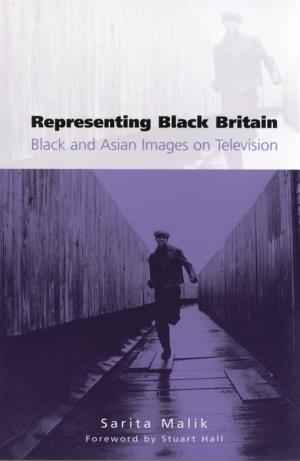 Representing Black Britain
Black and Asian Images on Television
Sarita Malik
Foreword by Stuart Hall